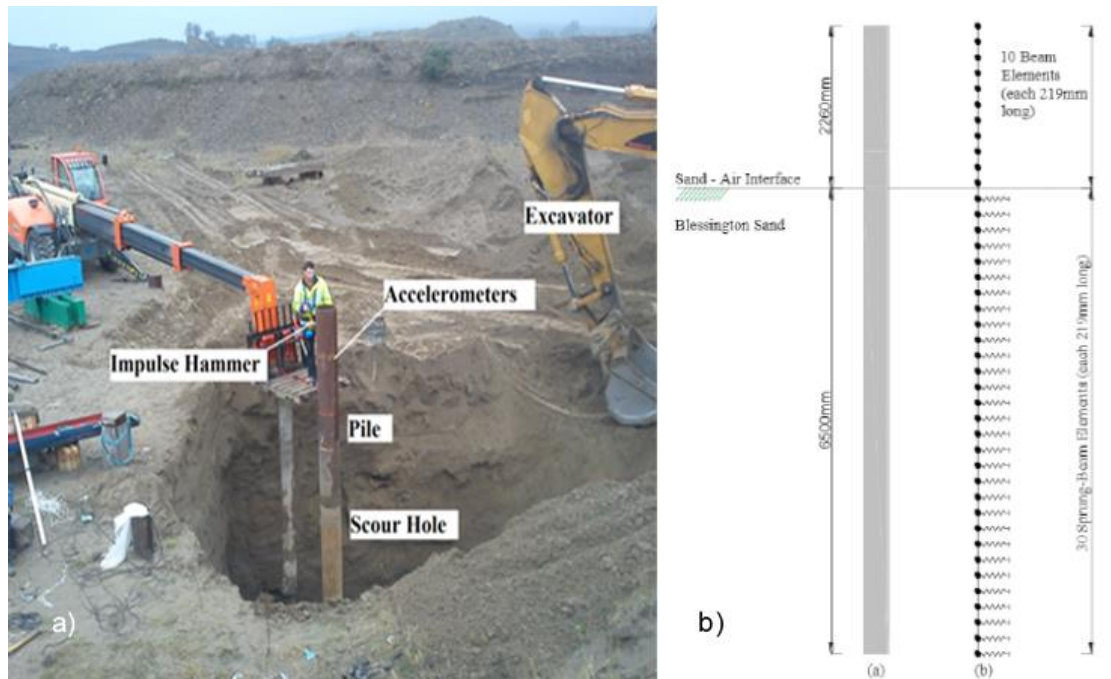 Excavator
Accelerometers
Impulse Hammer
Pile
Scour Hole
a)
2260mm
10 Beam
Elements
(each 219mm
long)
Sand - Air Interface
Blessington Sand
6500mm
30 Sprung-Beam Elements (each 219mm long)
b)
(a)
(b)